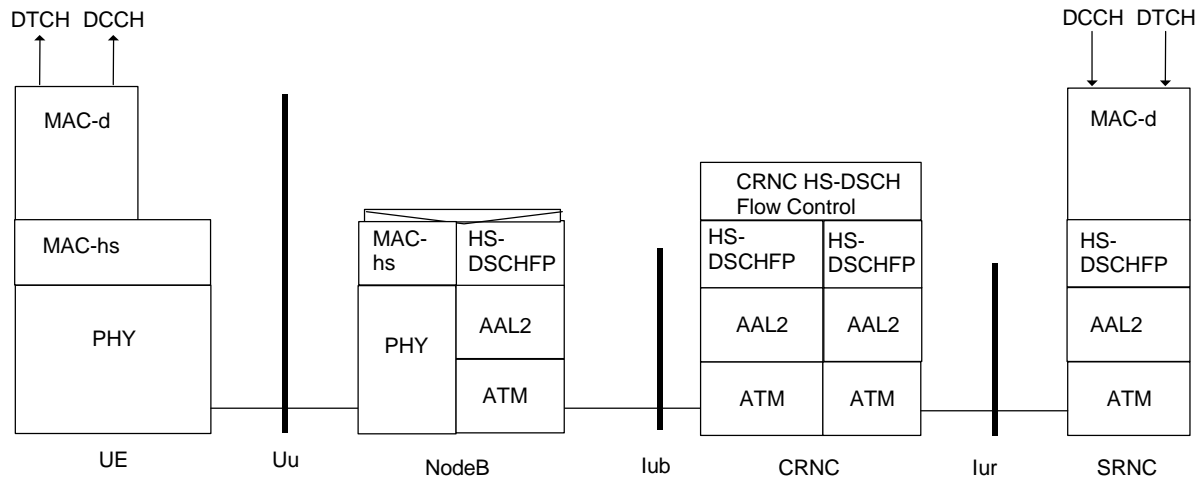 DTCH DCCH
DCCH DTCH
MAC-d
MAC-d
CRNC HS-DSCH
Flow Control
MAC-hs
MAC-
hs
HS-
DSCHFP
HS-
DSCHFP
HS-
DSCHFP
HS-
DSCHFP
PHY
PHY
AAL2
AAL2
AAL2
AAL2
ATM
ATM
ATM
ATM
UE
Uu
NodeB
Iub
CRNC
Iur
SRNC